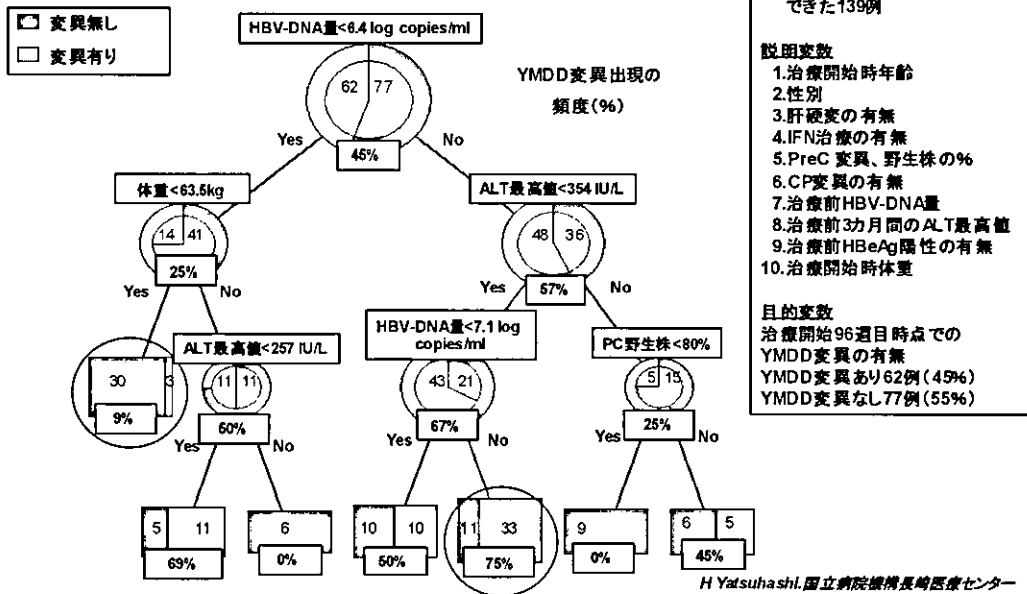 変異無し
変異有り
HBV-DNA量<6.4 log copies/ml
62 77
45%
YMDD変異出現の
頻度(%)
Yes
No
体重<63.5kg
14 41
25%
ALT最高値<354 IU/L
48 36
57%
Yes
No
Yes
No
30 3
9%
ALT最高値<257 IU/L
11 11
50%
HBV-DNA量<7.1 log
copies/ml
43 21
67%
PC野生株<80%
5 15
25%
Yes
No
Yes
No
Yes
No
5 11
69%
6
0%
10 10
50%
11 33
75%
9
0%
6 5
45%
できた139例
説明変数
1.治療開始時年齢
2.性別
3.肝硬変の有無
4.IFN治療の有無
5.PreC 変異、野生株の%
6.CP変異の有無
7.治療前HBV-DNA量
8.治療前3カ月間のALT最高値
9.治療前HBeAg陽性の有無
10.治療開始時体重
目的変数
治療開始96週目時点での
YMDD変異の有無
YMDD変異あり62例(45%)
YMDD変異なし77例(55%)
H Yatsuhashi.国立病院機構長崎医療センター